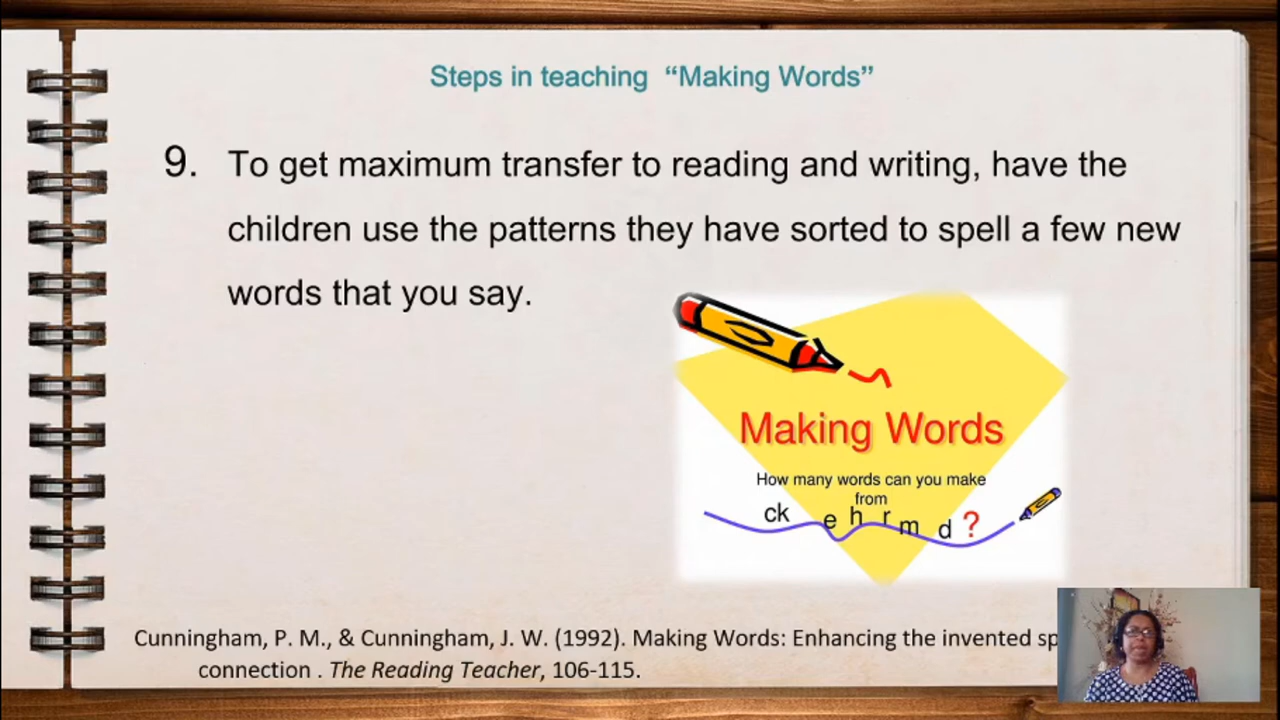 Steps in teaching “Making Words”
9. To get maximum transfer to reading and writing, have the
children use the patterns they have sorted to spell a few new
words that you say.
Making Words
How many words can you make
from
ck e h r m d ?
Cunningham, P. M., & Cunningham, J. W. (1992). Making Words: Enhancing the invented sp
connection . The Reading Teacher, 106-115.